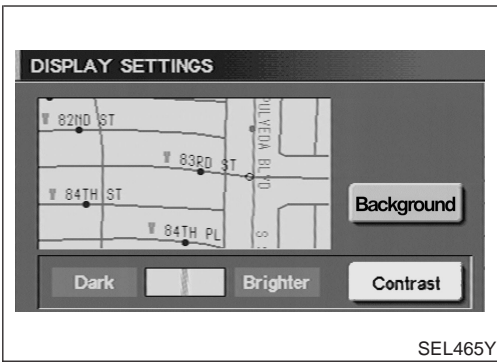 DISPLAY SETTINGS
82ND ST
83RD ST
84TH ST
84TH PL
PULVEDA BLVD
S S
Background
Dark
Brighter
Contrast
SEL465Y